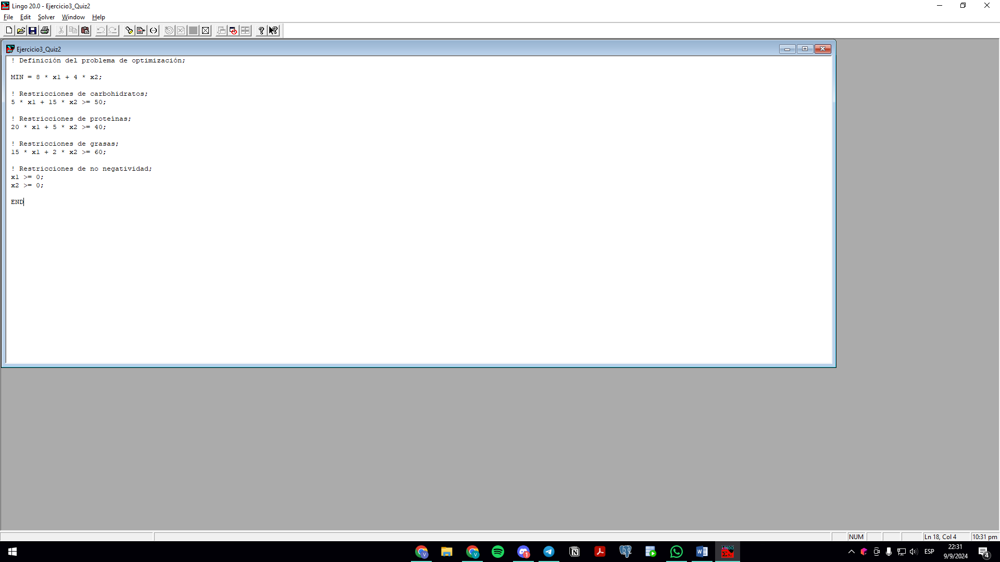 Lingo 20.0 - Ejercicio3_Quiz2
File Edit Solver Window Help
Ejercicio3_Quiz2
! Definición del problema de optimización;
MIN = 8 * x1 + 4 * x2;
! Restricciones de carbohidratos;
5 * x1 + 15 * x2 >= 50;
! Restricciones de proteínas;
20 * x1 + 5 * x2 >= 40;
! Restricciones de grasas;
15 * x1 + 2 * x2 >= 60;
! Restricciones de no negatividad;
x1 >= 0;
x2 >= 0;
END
NUM Ln 18, Col 4 10:31 pm
V V 1 LINGO ESP 22:31
9/9/2024 4